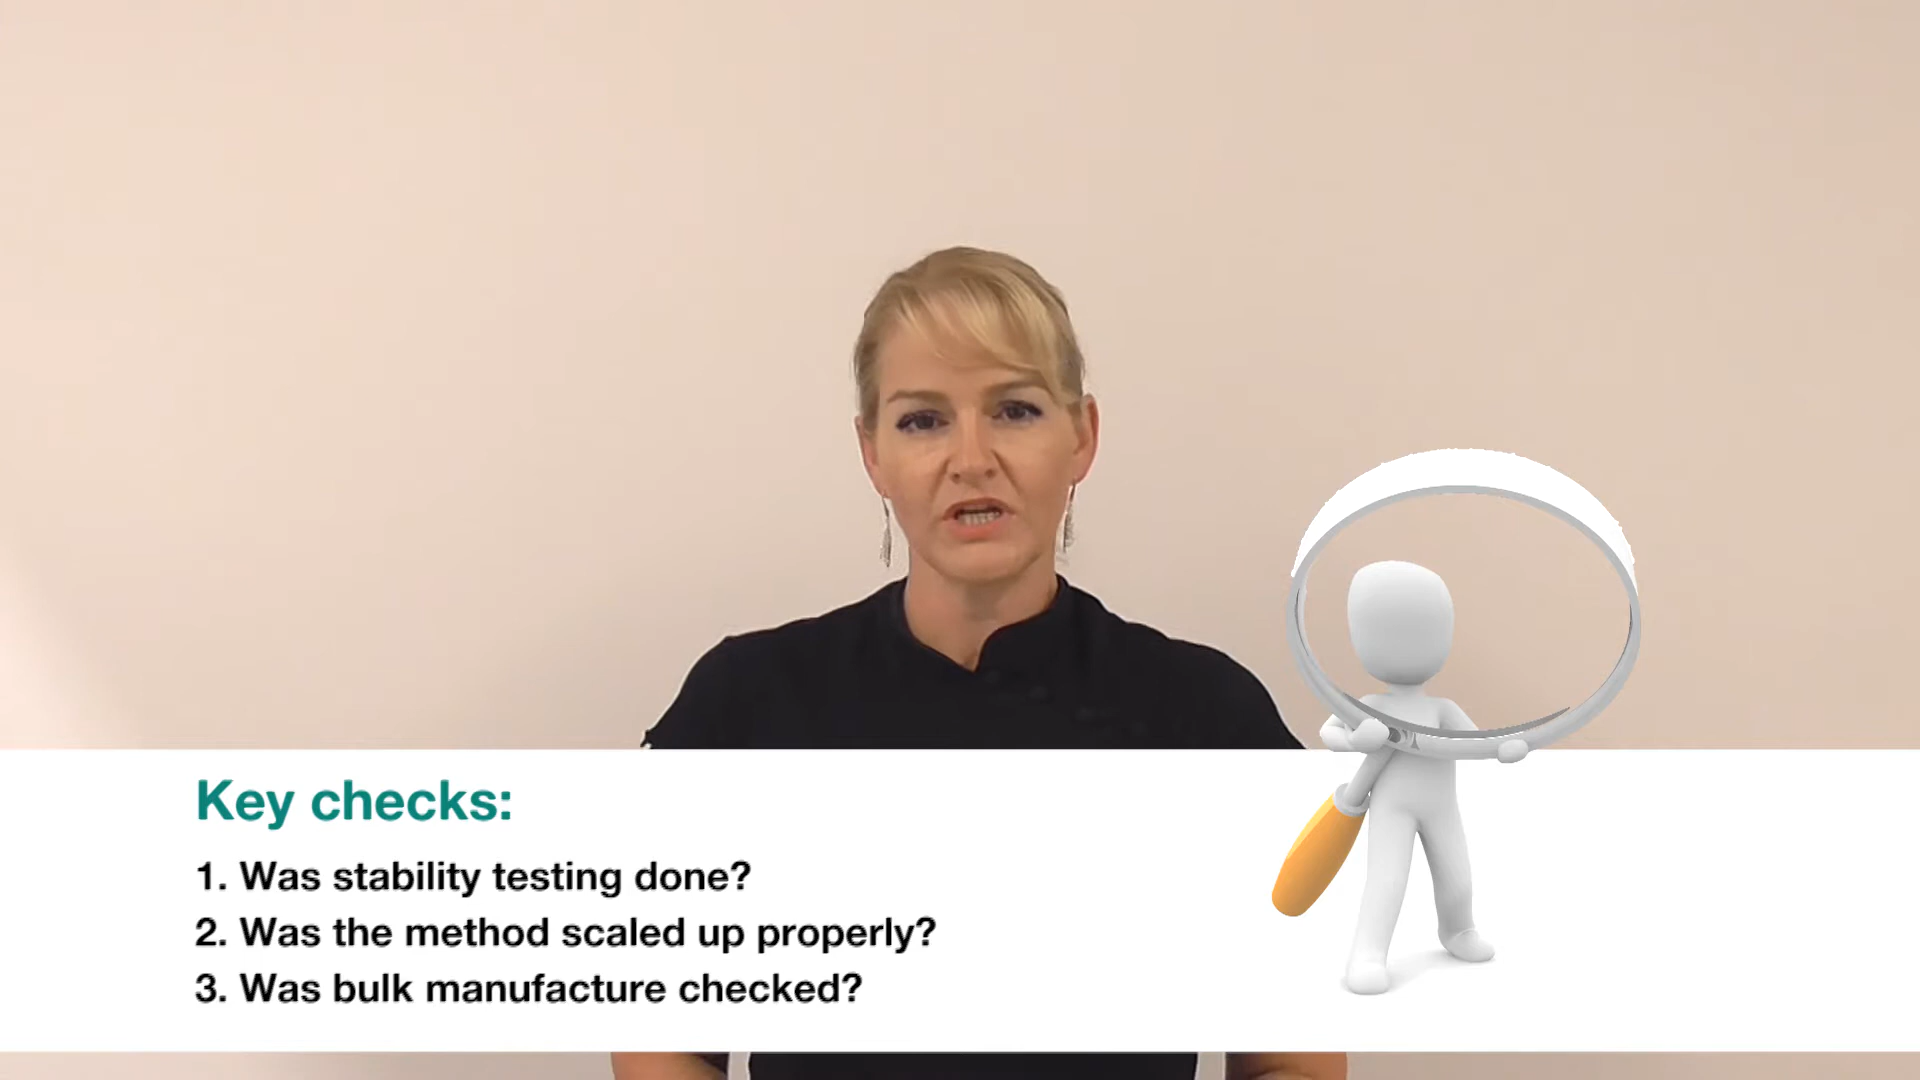 Key checks:
1. Was stability testing done?
2. Was the method scaled up properly?
3. Was bulk manufacture checked?